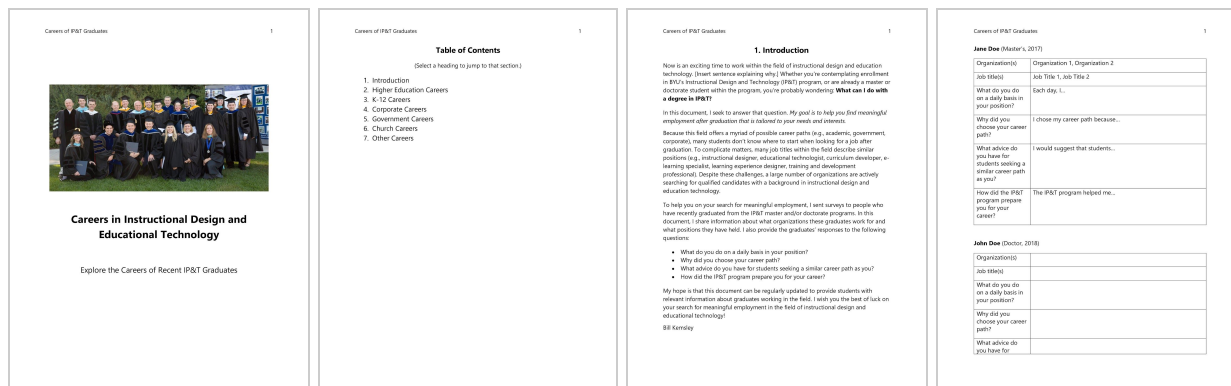 Careers of IP&T Graduates 1
Careers in Instructional Design and
Educational Technology
Explore the Careers of Recent IP&T Graduates
Careers of IP&T Graduates 1
Table of Contents
(Select a heading to jump to that section.)
1. Introduction
2. Higher Education Careers
3. K-12 Careers
4. Corporate Careers
5. Government Careers
6. Church Careers
7. Other Careers
Careers of IP&T Graduates 1
1. Introduction
Now is an exciting time to work within the field of instructional design and education
technology. [Insert sentence explaining why.] Whether you're contemplating enrollment
in BYU's Instructional Design and Technology (IP&T) program, or are already a master or
doctorate student within the program, you're probably wondering: What can I do with
a degree in IP&T?
In this document, I seek to answer that question. My goal is to help you find meaningful
employment after graduation that is tailored to your needs and interests.
Because this field offers a myriad of possible career paths (e.g., academic, government,
corporate), many students don't know where to start when looking for a job after
graduation. To complicate matters, many job titles within the field describe similar
positions (e.g., instructional designer, educational technologist, curriculum developer, e-
learning specialist, learning experience designer, training and development
professional). Despite these challenges, a large number of organizations are actively
searching for qualified candidates with a background in instructional design and
education technology.
To help you on your search for meaningful employment, I sent surveys to people who
have recently graduated from the IP&T master and/or doctorate programs. In this
document, I share information about what organizations these graduates work for and
what positions they have held. I also provide the graduates' responses to the following
questions:
• What do you do on a daily basis in your position?
• Why did you choose your career path?
• What advice do you have for students seeking a similar career path as you?
• How did the IP&T program prepare you for your career?
My hope is that this document can be regularly updated to provide students with
relevant information about graduates working in the field. I wish you the best of luck on
your search for meaningful employment in the field of instructional design and
educational technology!
Bill Kemsley
Careers of IP&T Graduates 1
Jane Doe (Master's, 2017)
Organization(s) Organization 1, Organization 2
Job title(s) Job Title 1, Job Title 2
What do you do Each day, I...
on a daily basis in
your position?
Why did you I chose my career path because...
choose your career
path?
What advice do I would suggest that students...
you have for
students seeking a
similar career path
as you?
How did the IP&T The IP&T program helped me...
program prepare
you for your
career?
John Doe (Doctor, 2018)
Organization(s)
Job title(s)
What do you do
on a daily basis in
your position?
Why did you
choose your career
path?
What advice do
you have for